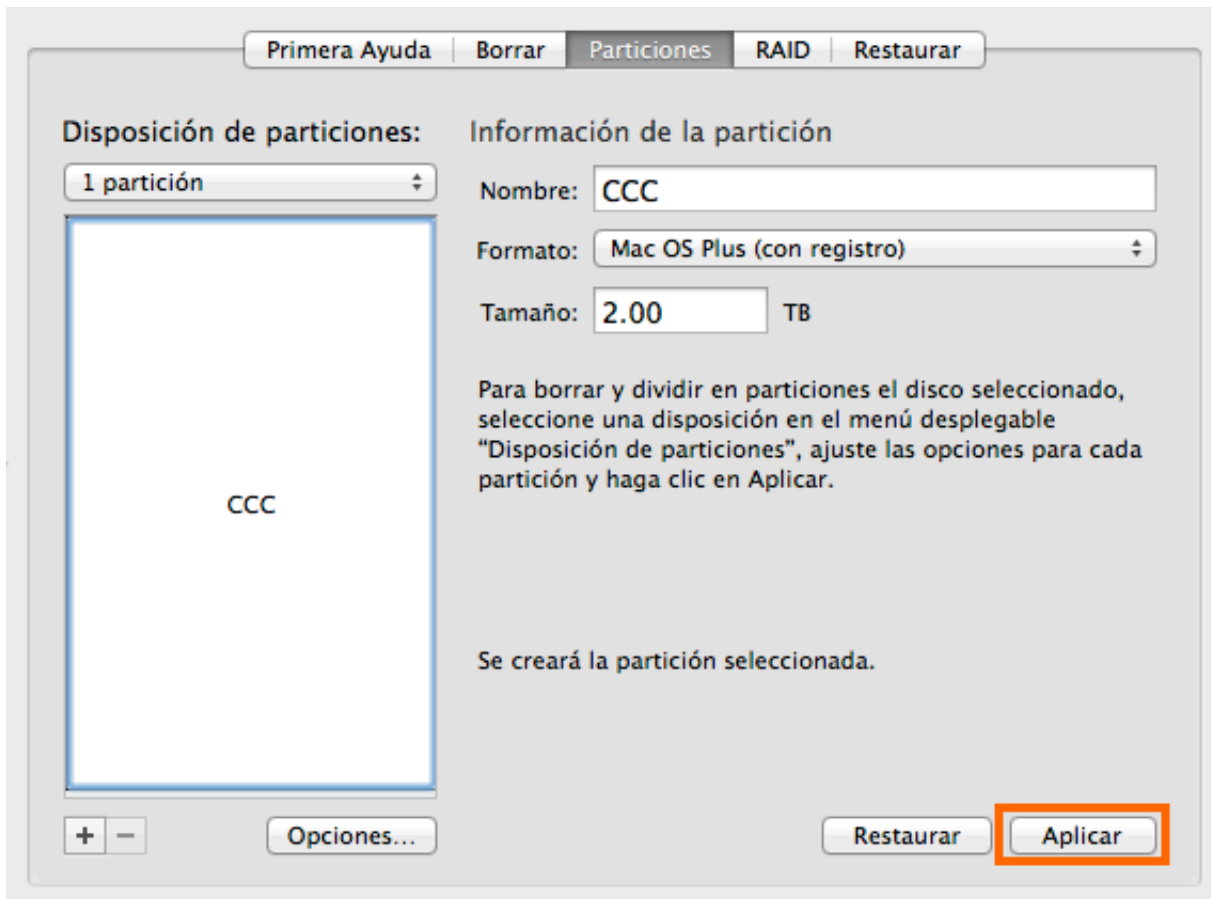 Primera Ayuda Borrar Particiones RAID Restaurar
Disposición de particiones:
1 partición
CCC
+ − Opciones...
Información de la partición
Nombre: CCC
Formato: Mac OS Plus (con registro)
Tamaño: 2.00 TB
Para borrar y dividir en particiones el disco seleccionado,
seleccione una disposición en el menú desplegable
“Disposición de particiones”, ajuste las opciones para cada
partición y haga clic en Aplicar.
Se creará la partición seleccionada.
Restaurar Aplicar